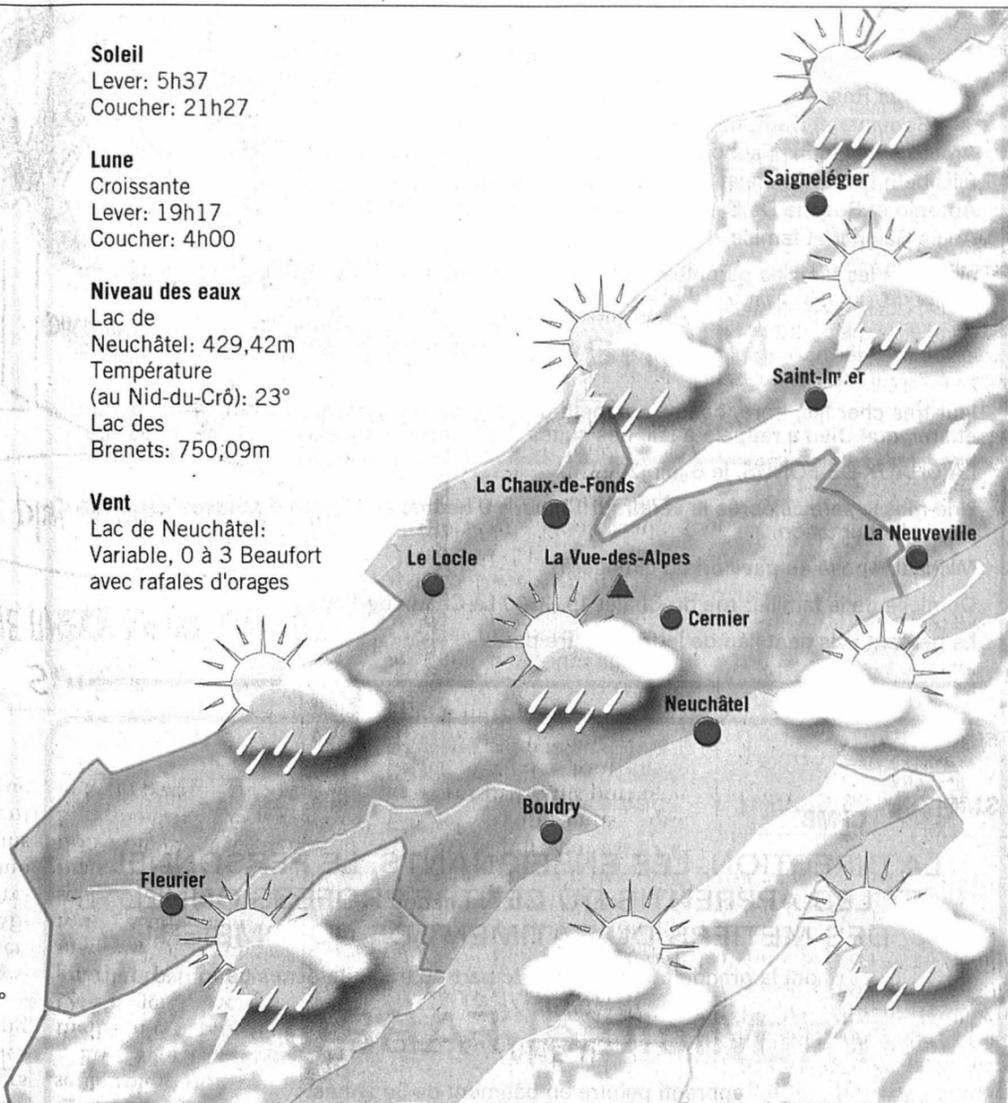 Soleil
Lever: 5h37
Coucher: 21h27
Lune
Croissante
Lever: 19h17
Coucher: 4h00
Niveau des eaux
Lac de
Neuchâtel: 429,42m
Température
(au Nid-du-Crô): 23°
Lac des
Brenets: 750,09m
Vent
Lac de Neuchâtel:
Variable, 0 à 3 Beaufort
avec rafales d'orages
Saignelégier
Saint-Imier
La Chaux-de-Fonds
La Neuveville
Le Locle
La Vue-des-Alpes
Cernier
Neuchâtel
Boudry
Fleurier